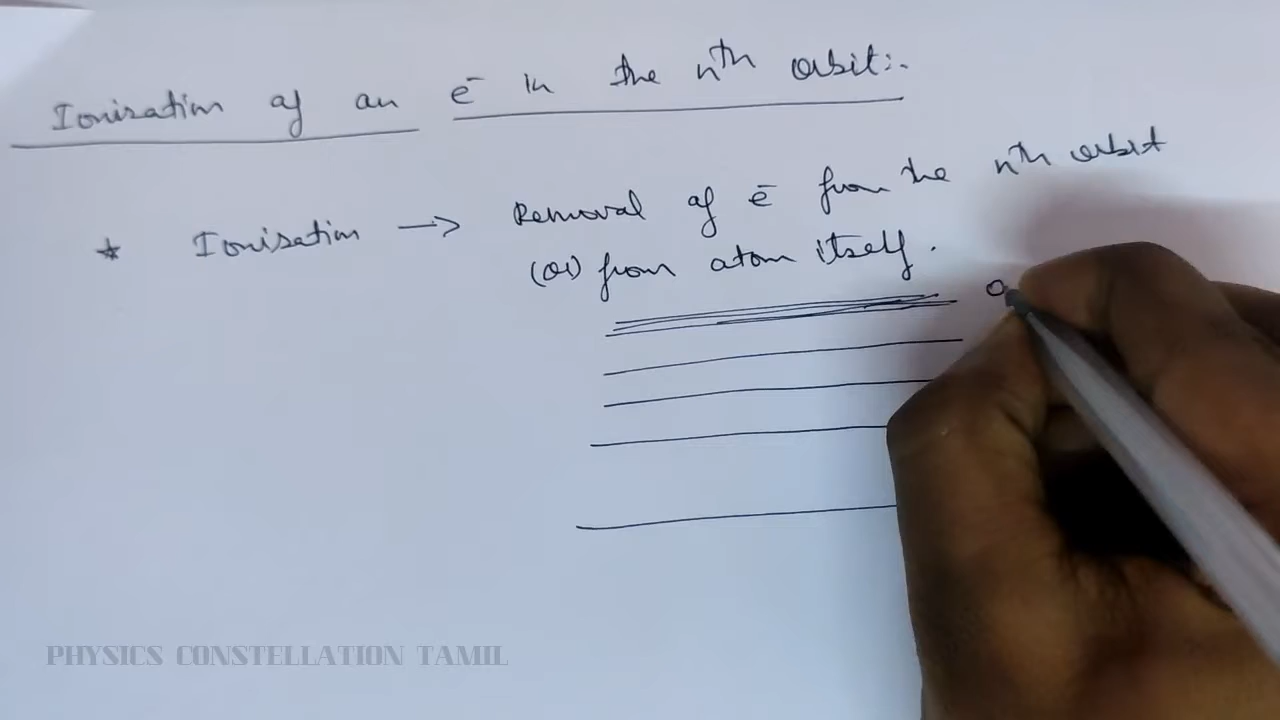 Ionisation of an e⁻ in the nth orbit:-
* Ionisation → Removal of e⁻ from the nth orbit
(or) from atom itself.
PHYSICS CONSTELLATION TAMIL